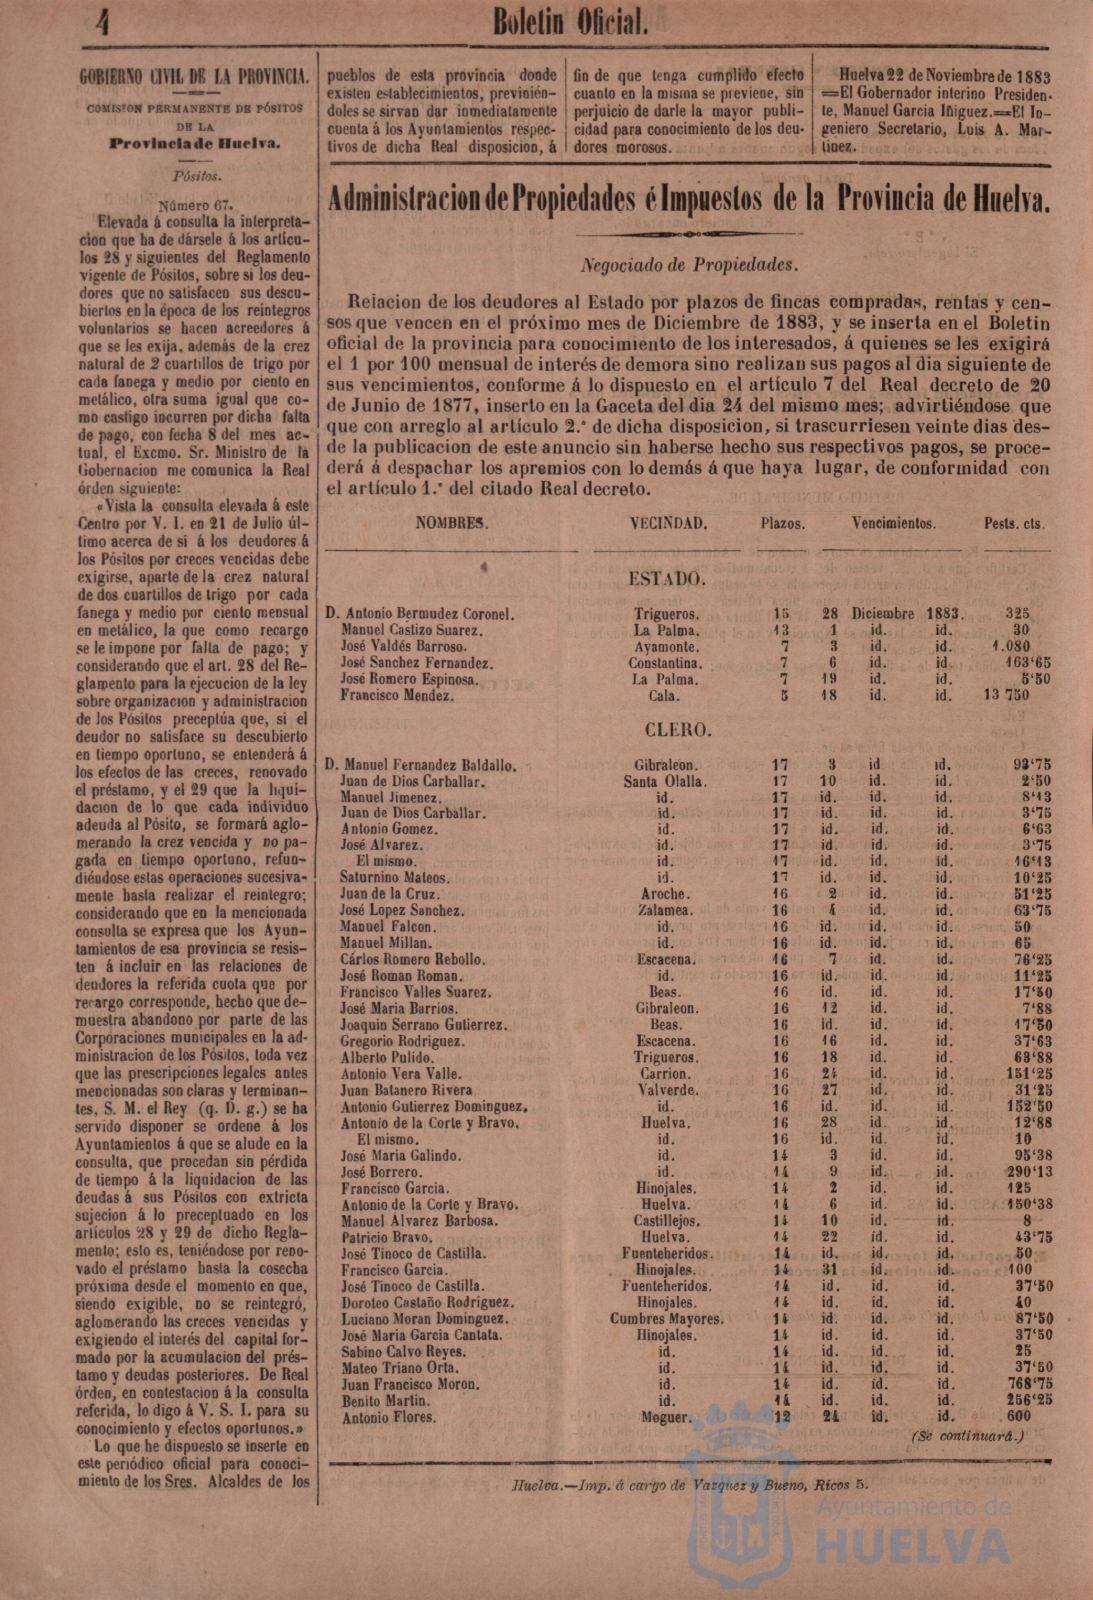 4
Boletin Oficial.
GOBIERNO CIVIL DE LA PROVINCIA.
COMISION PERMANENTE DE PÓSITOS
DE LA
Provincia de Huelva.
Pósitos.
Número 67.
Elevada á consulta la interpreta-
cion que ha de dársele á los artícu-
los 28 y siguientes del Reglamento
vigente de Pósitos, sobre si los deu-
dores que no satisfacen sus descu-
biertos en la época de los reintegros
voluntarios se hacen acreedores á
que se les exija, además de la crez
natural de 2 cuartillos de trigo por
cada fanega y medio por ciento en
metálico, otra suma igual que co-
mo castigo incurren por dicha falta
de pago, con fecha 8 del mes ac-
tual, el Excmo. Sr. Ministro de la
Gobernacion me comunica la Real
órden siguiente:
«Vista la consulta elevada á este
Centro por V. I. en 21 de Julio úl-
timo acerca de si á los deudores á
los Pósitos por creces vencidas debe
exigirse, aparte de la crez natural
de dos cuartillos de trigo por cada
fanega y medio por ciento mensual
en metálico, la que como recargo
se le impone por falta de pago; y
considerando que el art. 28 del Re-
glamento para la ejecucion de la ley
sobre organizacion y administracion
de los Pósitos preceptúa que, si el
deudor no satisface su descubierto
en tiempo oportuno, se entenderá á
los efectos de las creces, renovado
el préstamo, y el 29 que la liqui-
dacion de lo que cada individuo
adeuda al Pósito, se formará aglo-
merando la crez vencida y no pa-
gada en tiempo oportuno, refun-
diéndose estas operaciones sucesiva-
mente hasta realizar el reintegro;
considerando que en la mencionada
consulta se expresa que los Ayun-
tamientos de esa provincia se resis-
ten á incluir en las relaciones de
deudores la referida cuota que por
recargo corresponde, hecho que de-
muestra abandono por parte de las
Corporaciones municipales en la ad-
ministracion de los Pósitos, toda vez
que las prescripciones legales antes
mencionadas son claras y terminan-
tes, S. M. el Rey (q. D. g.) se ha
servido disponer se ordene á los
Ayuntamientos á que se alude en la
consulta, que procedan sin pérdida
de tiempo á la liquidacion de las
deudas á sus Pósitos con extricta
sujecion á lo preceptuado en los
artículos 28 y 29 de dicho Regla-
mento; esto es, teniéndose por reno-
vado el préstamo hasta la cosecha
próxima desde el momento en que,
siendo exigible, no se reintegró,
aglomerando las creces vencidas y
exigiendo el interés del capital for-
mado por la acumulacion del prés-
tamo y deudas posteriores. De Real
órden, en contestacion á la consulta
referida, lo digo á V. S. I. para su
conocimiento y efectos oportunos.»
Lo que he dispuesto se inserte en
este periódico oficial para conoci-
miento de los Sres. Alcaldes de los
pueblos de esta provincia donde
existen establecimientos, previnién-
doles se sirvan dar inmediatamente
cuenta á los Ayuntamientos respec-
tivos de dicha Real disposicion, á
fin de que tenga cumplido efecto
cuanto en la misma se previene, sin
perjuicio de darle la mayor publi-
cidad para conocimiento de los deu-
dores morosos.
Huelva 22 de Noviembre de 1883
=El Gobernador interino Presiden-
te, Manuel Garcia Iñiguez.=El In-
geniero Secretario, Luis A. Mar-
tinez.
Administracion de Propiedades é Impuestos de la Provincia de Huelva.
Negociado de Propiedades.
Relacion de los deudores al Estado por plazos de fincas compradas, rentas y cen-
sos que vencen en el próximo mes de Diciembre de 1883, y se inserta en el Boletin
oficial de la provincia para conocimiento de los interesados, á quienes se les exigirá
el 1 por 100 mensual de interés de demora sino realizan sus pagos al dia siguiente de
sus vencimientos, conforme á lo dispuesto en el artículo 7 del Real decreto de 20
de Junio de 1877, inserto en la Gaceta del dia 24 del mismo mes; advirtiéndose que
que con arreglo al artículo 2.º de dicha disposicion, si trascurriesen veinte dias des-
de la publicacion de este anuncio sin haberse hecho sus respectivos pagos, se proce-
derá á despachar los apremios con lo demás á que haya lugar, de conformidad con
el artículo 1.º del citado Real decreto.
NOMBRES. VECINDAD. Plazos. Vencimientos. Pests. cts.
ESTADO.
D. Antonio Bermudez Coronel. Trigueros. 15 28 Diciembre 1883. 325
Manuel Castizo Suarez. La Palma. 13 1 id. id. 30
José Valdés Barroso. Ayamonte. 7 3 id. id. 1.080
José Sanchez Fernandez. Constantina. 7 6 id. id. 163'65
José Romero Espinosa. La Palma. 7 19 id. id. 5'50
Francisco Mendez. Cala. 5 18 id. id. 13 750
CLERO.
D. Manuel Fernandez Baldallo. Gibraleon. 17 3 id id. 93'75
Juan de Dios Carballar. Santa Olalla. 17 10 id. id. 2'50
Manuel Jimenez. id. 17 id. id. id. 8'13
Juan de Dios Carballar. id. 17 id. id. id. 3'75
Antonio Gomez. id. 17 id. id. id. 6'63
José Alvarez. id. 17 id. id. id. 3'75
El mismo. id. 17 id. id. id. 16'13
Saturnino Mateos. id. 17 id. id. id. 10'25
Juan de la Cruz. Aroche. 16 2 id. id. 51'25
José Lopez Sanchez. Zalamea. 16 4 id. id. 63'75
Manuel Falcon. id. 16 id. id. id. 50
Manuel Millan. id. 16 id. id. id. 65
Cárlos Romero Rebollo. Escacena. 16 7 id. id. 76'25
José Roman Roman. id. 16 id. id. id. 11'25
Francisco Valles Suarez. Beas. 16 id. id. id. 17'50
José Maria Barrios. Gibraleon. 16 12 id. id. 7'88
Joaquin Serrano Gutierrez. Beas. 16 id. id. id. 17'50
Gregorio Rodriguez. Escacena. 16 16 id. id. 37'63
Alberto Pulido. Trigueros. 16 18 id. id. 63'88
Antonio Vera Valle. Carrion. 16 24 id. id. 151'25
Juan Batanero Rivera Valverde. 16 27 id. id. 31'25
Antonio Gutierrez Dominguez. id. 16 id. id. id. 152'50
Antonio de la Corte y Bravo. Huelva. 16 28 id. id. 12'88
El mismo. id. 16 id. id. id. 10
José Maria Galindo. id. 14 3 id. id. 95'38
José Borrero. id. 14 9 id. id. 290'13
Francisco Garcia. Hinojales. 14 2 id. id. 125
Antonio de la Corte y Bravo. Huelva. 14 6 id. id. 150'38
Manuel Alvarez Barbosa. Castillejos. 14 10 id. id. 8
Patricio Bravo. Huelva. 14 22 id. id. 43'75
José Tinoco de Castilla. Fuenteheridos. 14 id. id. id. 50
Francisco Garcia. Hinojales. 14 31 id. id. 100
José Tinoco de Castilla. Fuenteheridos. 14 id. id. id. 37'50
Doroteo Castaño Rodriguez. Hinojales. 14 id. id. id. 40
Luciano Moran Dominguez. Cumbres Mayores. 14 id. id. id. 87'50
José Maria Garcia Cantata. Hinojales. 14 id. id. id. 37'50
Sabino Calvo Reyes. id. 14 id. id. id. 25
Mateo Triano Orta. id. 14 id. id. id. 37'50
Juan Francisco Moron. id. 14 id. id. id. 768'75
Benito Martin. id. 14 id. id. id. 256'25
Antonio Flores. Moguer. 12 24 id. id. 600
(Se continuará.)
Huelva.—Imp. á cargo de Vazquez y Bueno, Ricos 5.
Ayuntamiento de
HUELVA